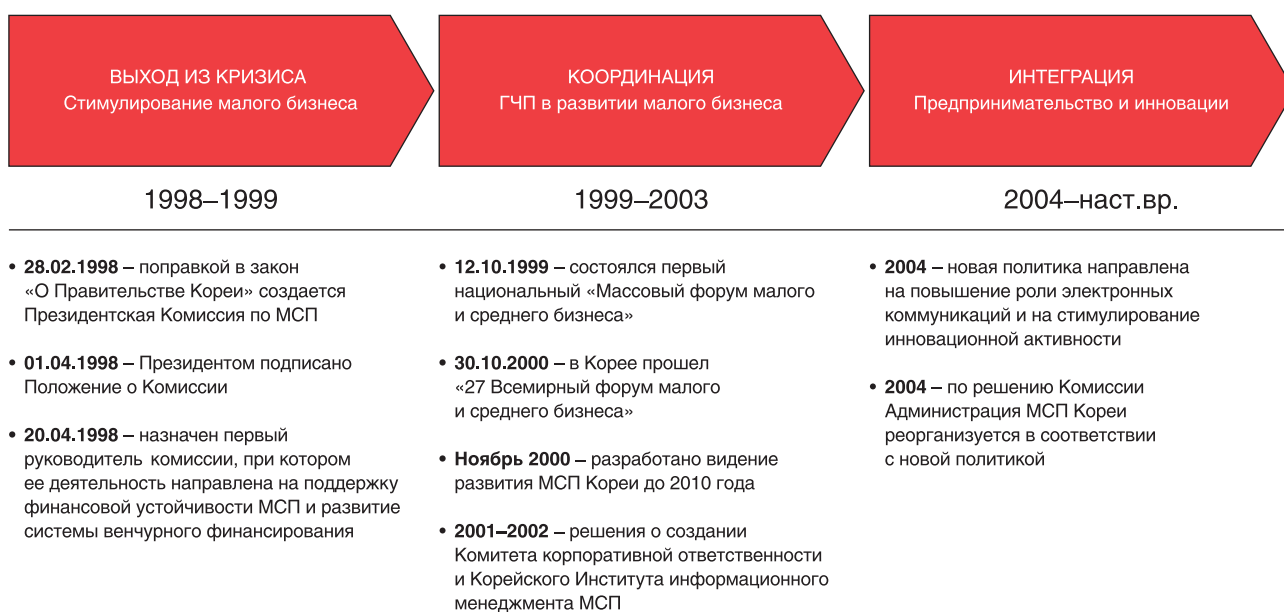 ВЫХОД ИЗ КРИЗИСА
Стимулирование малого бизнеса
1998–1999
• 28.02.1998 – поправкой в закон
«О Правительстве Кореи» создается
Президентская Комиссия по МСП
• 01.04.1998 – Президентом подписано
Положение о Комиссии
• 20.04.1998 – назначен первый
руководитель комиссии, при котором
ее деятельность направлена на поддержку
финансовой устойчивости МСП и развитие
системы венчурного финансирования
КООРДИНАЦИЯ
ГЧП в развитии малого бизнеса
1999–2003
• 12.10.1999 – состоялся первый
национальный «Массовый форум малого
и среднего бизнеса»
• 30.10.2000 – в Корее прошел
«27 Всемирный форум малого
и среднего бизнеса»
• Ноябрь 2000 – разработано видение
развития МСП Кореи до 2010 года
• 2001–2002 – решения о создании
Комитета корпоративной ответственности
и Корейского Института информационного
менеджмента МСП
ИНТЕГРАЦИЯ
Предпринимательство и инновации
2004–наст.вр.
• 2004 – новая политика направлена
на повышение роли электронных
коммуникаций и на стимулирование
инновационной активности
• 2004 – по решению Комиссии
Администрация МСП Кореи
реорганизуется в соответствии
с новой политикой